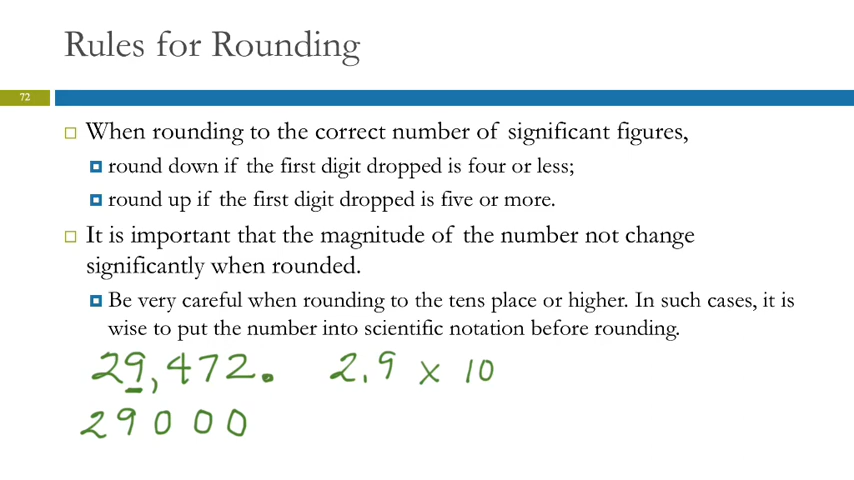 Rules for Rounding
72
When rounding to the correct number of significant figures,
round down if the first digit dropped is four or less;
round up if the first digit dropped is five or more.
It is important that the magnitude of the number not change
significantly when rounded.
Be very careful when rounding to the tens place or higher. In such cases, it is
wise to put the number into scientific notation before rounding.
29,472. 2.9 x 10
29000